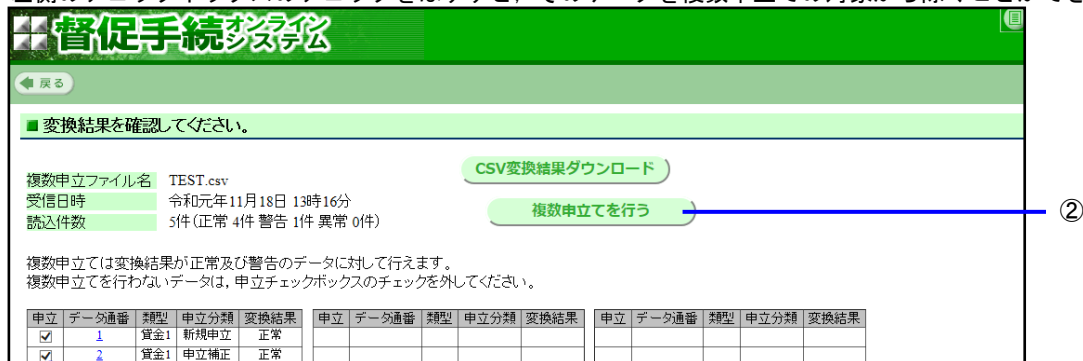 督促手続オンラインシステム
戻る
■ 変換結果を確認してください。
CSV変換結果ダウンロード
複数申立ファイル名 TEST.csv
受信日時 令和元年11月18日 13時16分
複数申立てを行う ②
読込件数 5件(正常 4件 警告 1件 異常 0件)
複数申立ては変換結果が正常及び警告のデータに対して行えます。
複数申立てを行わないデータは,申立チェックボックスのチェックを外してください。
申立 データ通番 類型 申立分類 変換結果 申立 データ通番 類型 申立分類 変換結果 申立 データ通番 類型 申立分類 変換結果
1 貸金1 新規申立 正常
2 貸金1 申立補正 正常